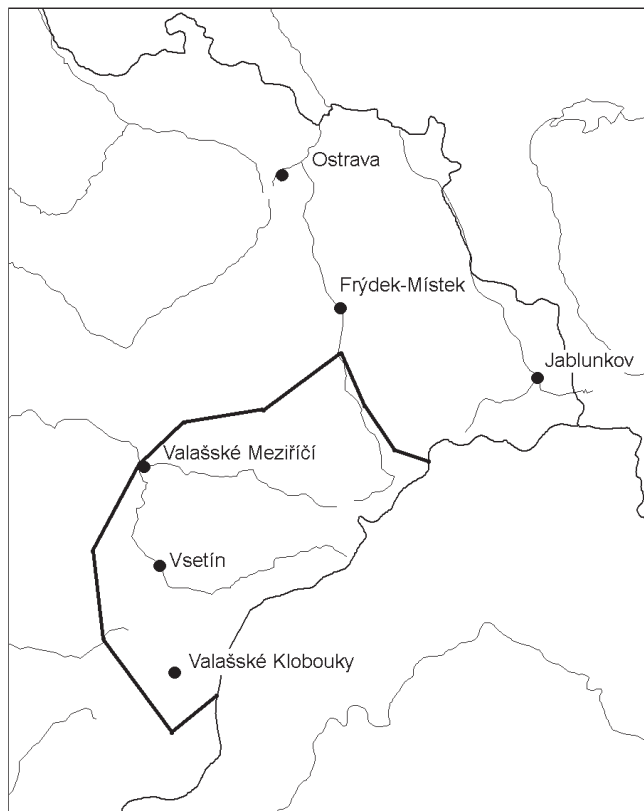 Ostrava
Frýdek-Místek
Jablunkov
Valašské Meziříčí
Vsetín
Valašské Klobouky